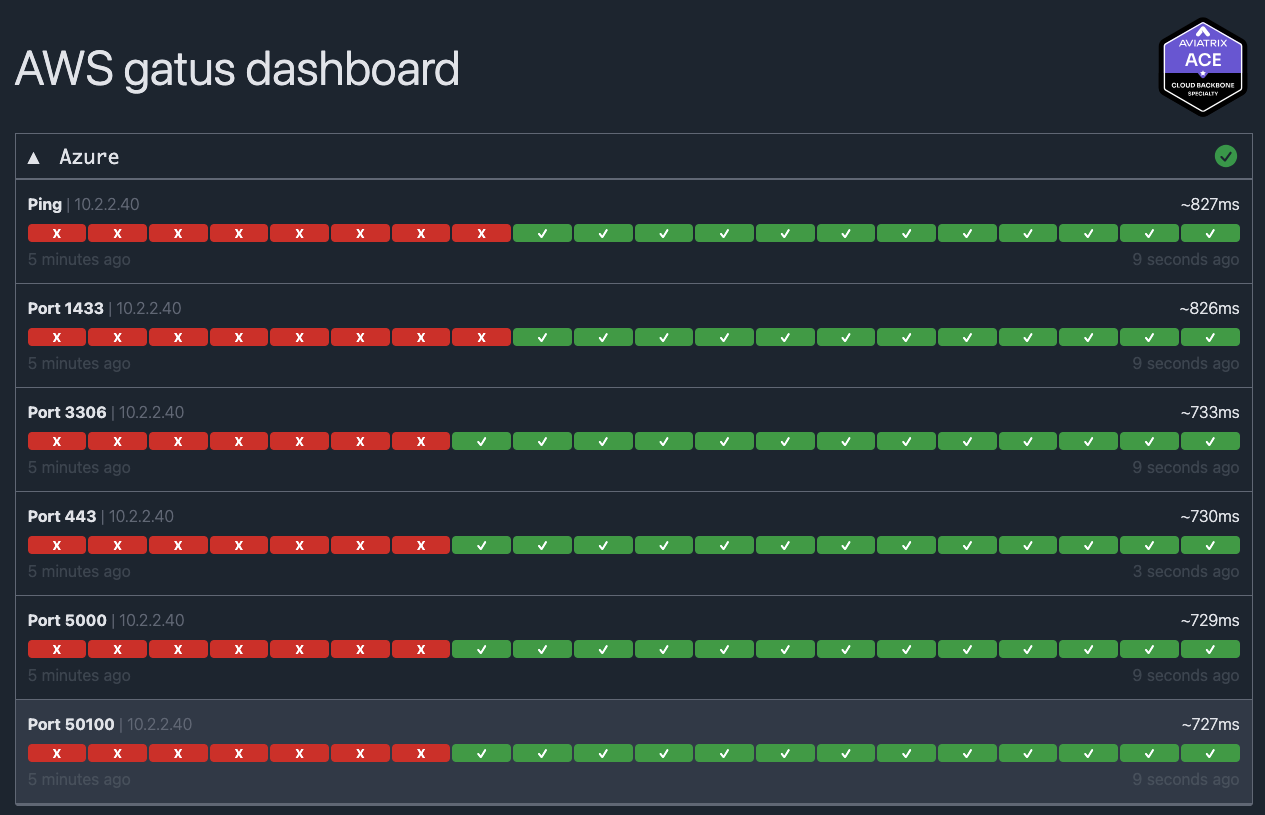 AWS gatus dashboard
AVIATRIX
ACE
CLOUD BACKBONE
SPECIALTY
▲ Azure
Ping | 10.2.2.40 ~827ms
X X X X X X X X ✓ ✓ ✓ ✓ ✓ ✓ ✓ ✓ ✓ ✓ ✓ ✓
5 minutes ago 9 seconds ago
Port 1433 | 10.2.2.40 ~826ms
X X X X X X X X ✓ ✓ ✓ ✓ ✓ ✓ ✓ ✓ ✓ ✓ ✓ ✓
5 minutes ago 9 seconds ago
Port 3306 | 10.2.2.40 ~733ms
X X X X X X X ✓ ✓ ✓ ✓ ✓ ✓ ✓ ✓ ✓ ✓ ✓ ✓ ✓
5 minutes ago 9 seconds ago
Port 443 | 10.2.2.40 ~730ms
X X X X X X X ✓ ✓ ✓ ✓ ✓ ✓ ✓ ✓ ✓ ✓ ✓ ✓ ✓
5 minutes ago 3 seconds ago
Port 5000 | 10.2.2.40 ~729ms
X X X X X X X ✓ ✓ ✓ ✓ ✓ ✓ ✓ ✓ ✓ ✓ ✓ ✓ ✓
5 minutes ago 9 seconds ago
Port 50100 | 10.2.2.40 ~727ms
X X X X X X X ✓ ✓ ✓ ✓ ✓ ✓ ✓ ✓ ✓ ✓ ✓ ✓ ✓
5 minutes ago 9 seconds ago